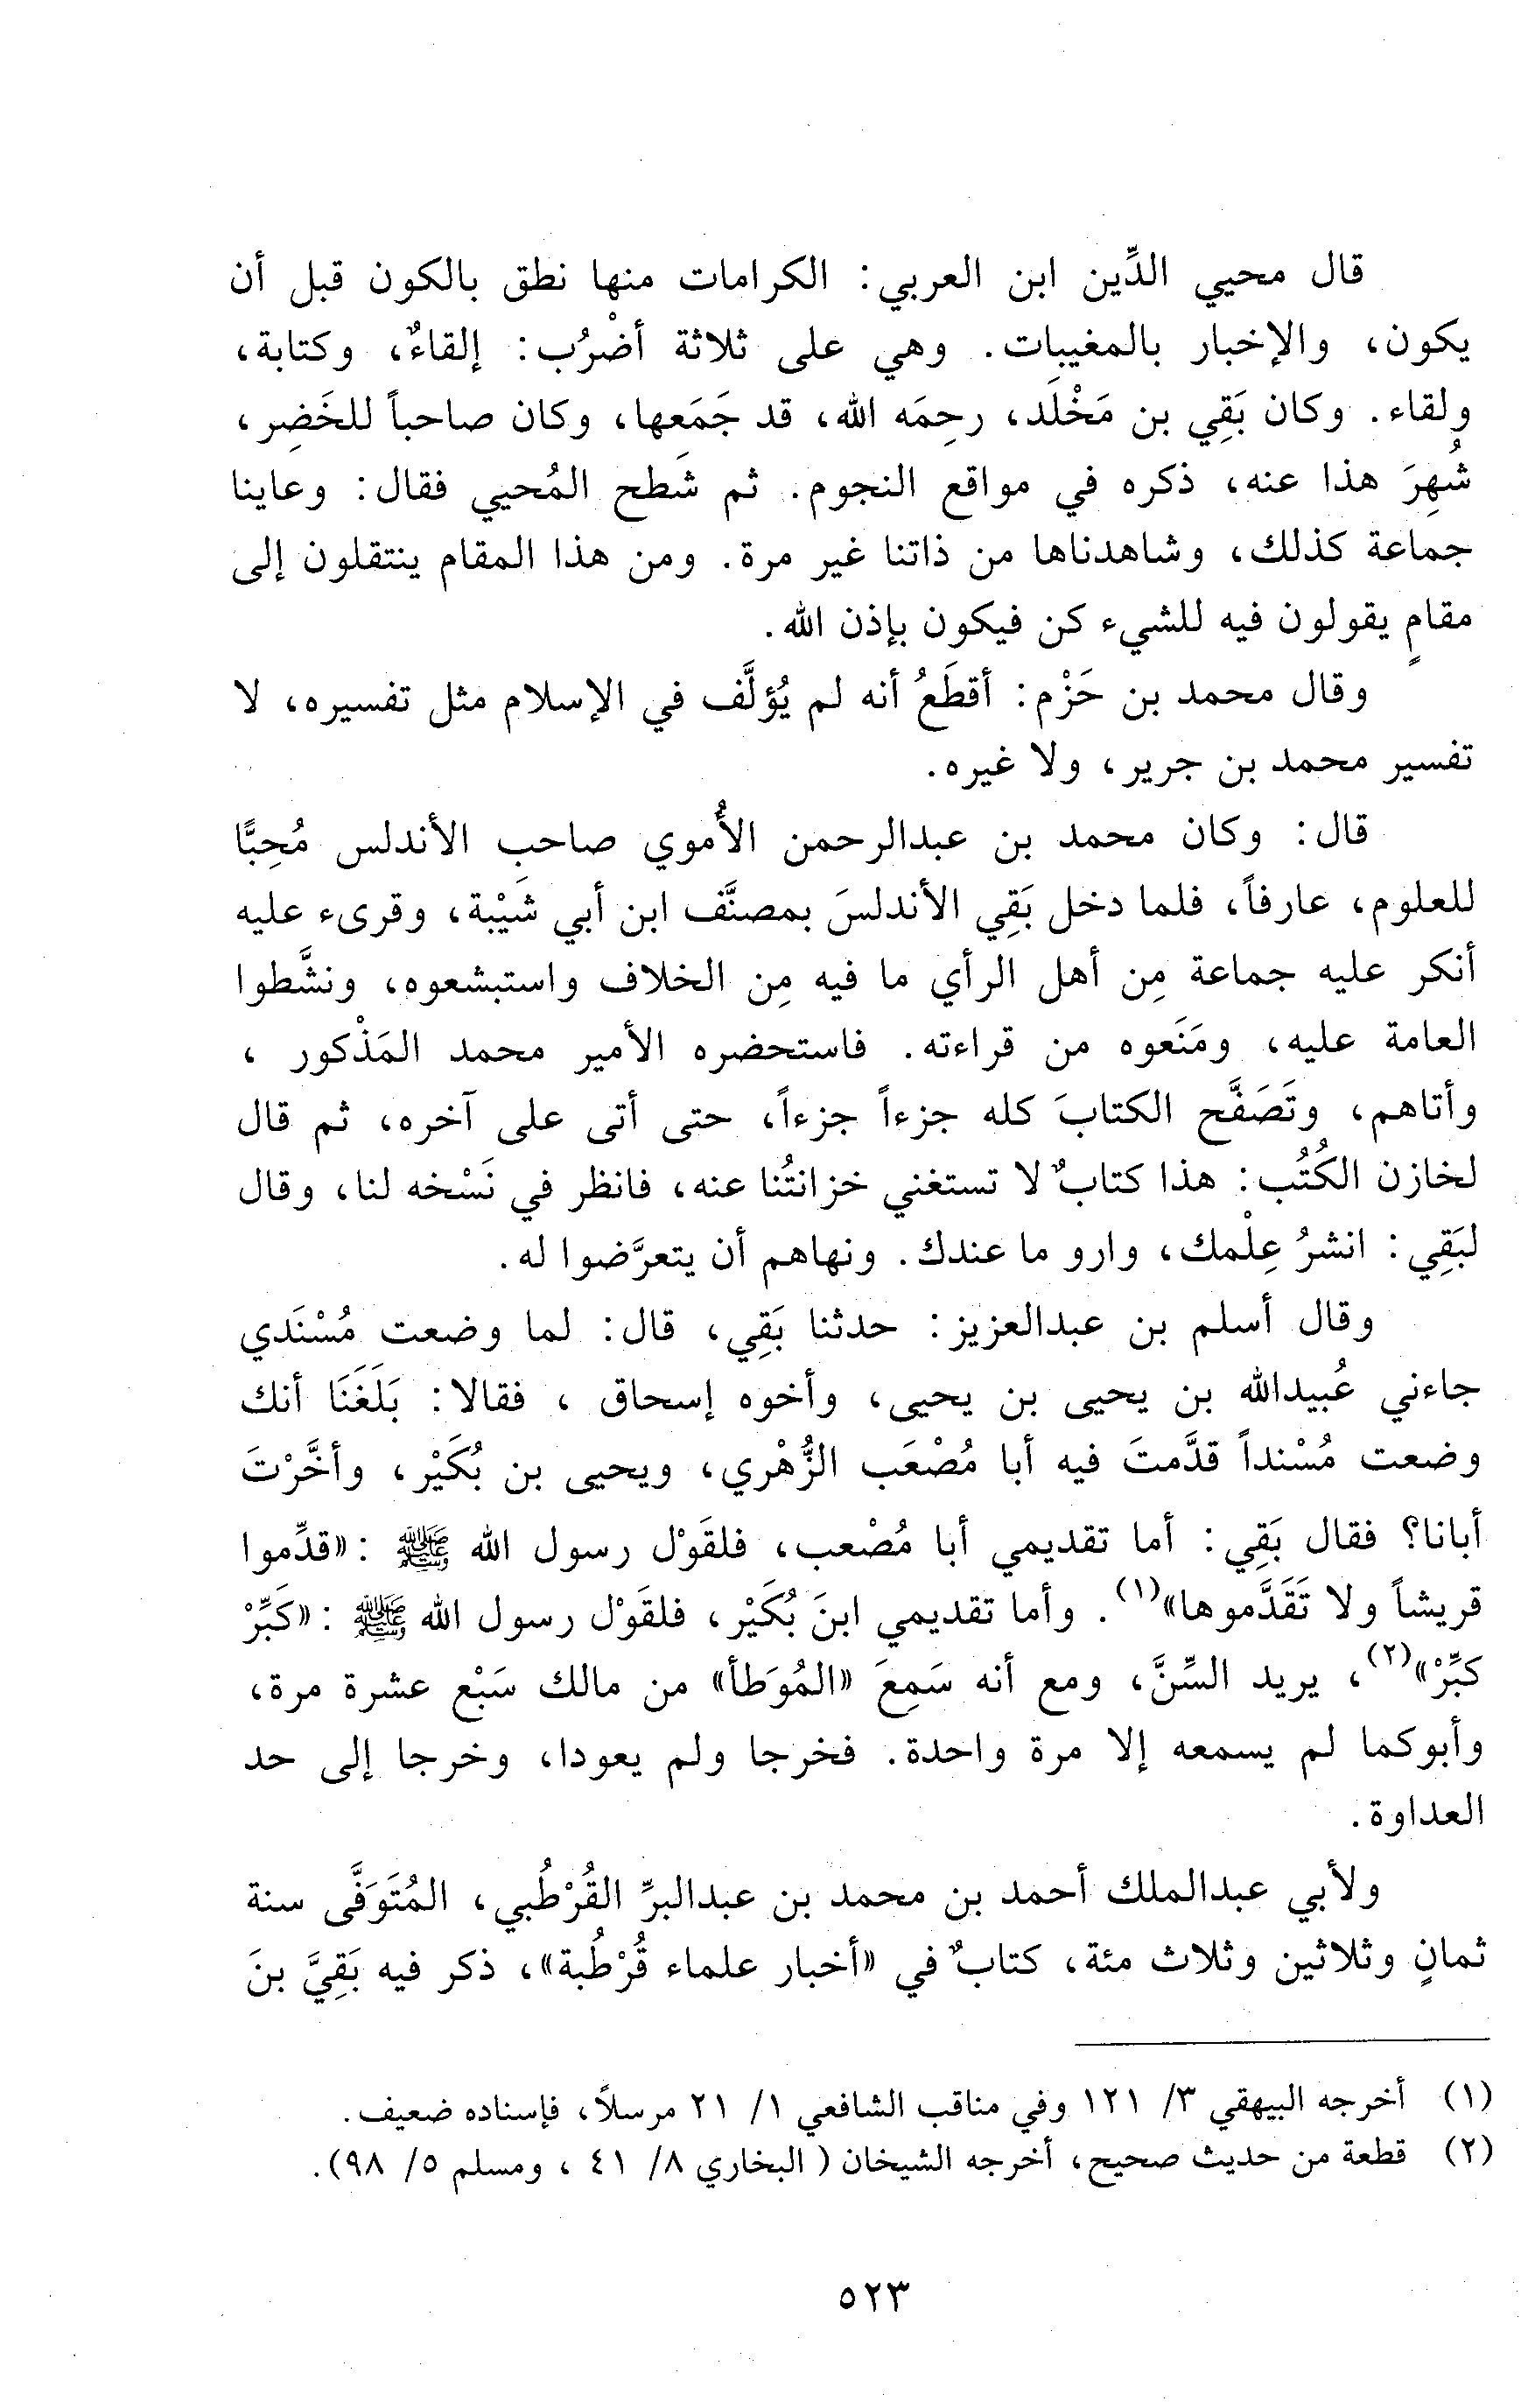 قال محيي الدِّين ابن العربي: الكرامات منها نطق بالكون قبل أن
يكون، والإخبار بالمغيبات. وهي على ثلاثة أضْرُب: إلقاءٌ، وكتابة،
ولقاء. وكان بَقِي بن مَخْلَد، رحِمَه الله، قد جَمَعها، وكان صاحباً للخَضِر،
شُهِرَ هذا عنه، ذكره في مواقع النجوم. ثم شَطح المُحيي فقال: وعاينا
جماعة كذلك، وشاهدناها من ذاتنا غير مرة. ومن هذا المقام ينتقلون إلى
مقامٍ يقولون فيه للشيء كن فيكون بإذن الله.
وقال محمد بن حَزْم: أقطَعُ أنه لم يُؤلَّف في الإسلام مثل تفسيره، لا
تفسير محمد بن جرير، ولا غيره.
قال: وكان محمد بن عبدالرحمن الأُموي صاحب الأندلس مُحِبًّا
للعلوم، عارفاً، فلما دخل بَقِي الأندلسَ بمصنَّف ابن أبي شَيْبة، وقرىء عليه
أنكر عليه جماعة مِن أهل الرأي ما فيه مِن الخلاف واستبشعوه، ونشَّطوا
العامة عليه، ومَنَعوه من قراءته. فاستحضره الأمير محمد المَذْكور ،
وأتاهم، وتَصَفَّح الكتابَ كله جزءاً جزءاً، حتى أتى على آخره، ثم قال
لخازن الكُتُب: هذا كتابٌ لا تستغني خزانتُنا عنه، فانظر في نَسْخه لنا، وقال
لبَقِي: انشرُ عِلْمك، وارو ما عندك. ونهاهم أن يتعرَّضوا له.
وقال أسلم بن عبدالعزيز: حدثنا بَقِي، قال: لما وضعت مُسْنَدي
جاءني عُبيدالله بن يحيى بن يحيى، وأخوه إسحاق ، فقالا: بَلَغَنَا أنك
وضعت مُسْنداً قدَّمتَ فيه أبا مُصْعَب الزُّهْري، ويحيى بن بُكَيْر، وأخَّرْتَ
أبانا؟ فقال بَقِي: أما تقديمي أبا مُصْعب، فلقَوْل رسول الله ﷺ : «قدِّموا
قريشاً ولا تَقَدَّموها»(١). وأما تقديمي ابنَ بُكَيْر، فلقَوْل رسول الله ﷺ : «كَبِّرْ
كبِّرْ»(٢)، يريد السِّنَّ، ومع أنه سَمِعَ «المُوَطأ» من مالك سَبْع عشرة مرة،
وأبوكما لم يسمعه إلا مرة واحدة. فخرجا ولم يعودا، وخرجا إلى حد
العداوة.
ولأبي عبدالملك أحمد بن محمد بن عبدالبرِّ القُرْطُبي، المُتَوَفَّى سنة
ثمانٍ وثلاثين وثلاث مئة، كتابٌ في «أخبار علماء قُرْطُبة»، ذكر فيه بَقِيَّ بنَ
(١) أخرجه البيهقي ٣/ ١٢١ وفي مناقب الشافعي ١/ ٢١ مرسلاً، فإسناده ضعيف.
(٢) قطعة من حديث صحيح، أخرجه الشيخان ( البخاري ٨/ ٤١ ، ومسلم ٥/ ٩٨).
٥٢٣